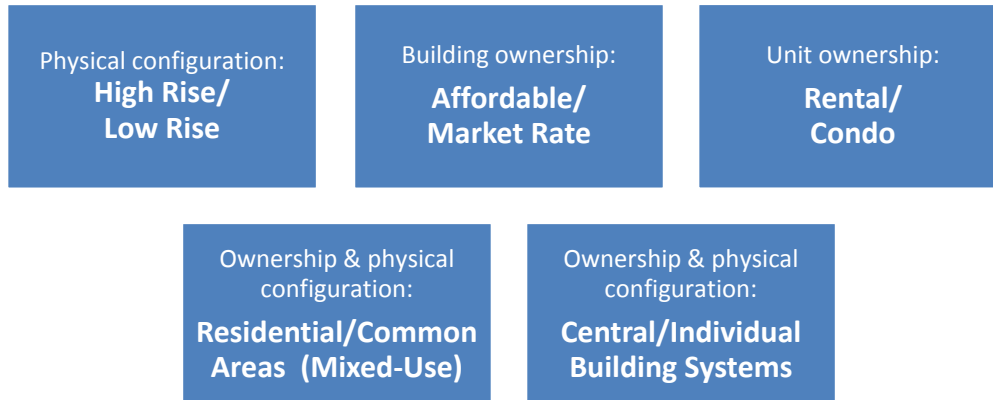 Physical configuration:
High Rise/
Low Rise
Building ownership:
Affordable/
Market Rate
Unit ownership:
Rental/
Condo
Ownership & physical
configuration:
Residential/Common
Areas (Mixed-Use)
Ownership & physical
configuration:
Central/Individual
Building Systems